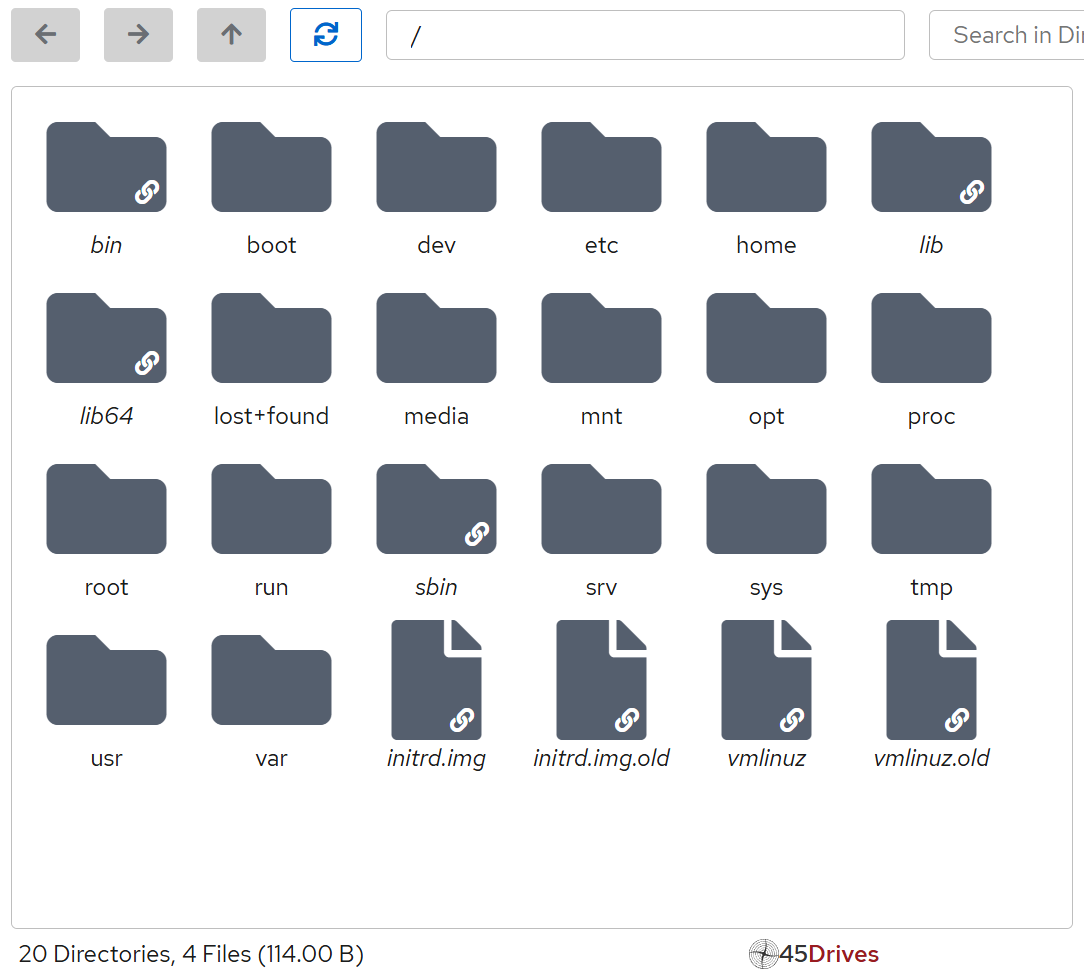 /
Search in Di
bin boot dev etc home lib
lib64 lost+found media mnt opt proc
root run sbin srv sys tmp
usr var initrd.img initrd.img.old vmlinuz vmlinuz.old
20 Directories, 4 Files (114.00 B)
45Drives